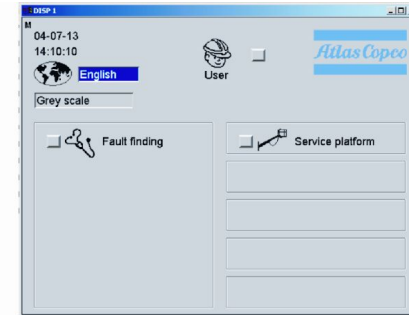 DISP 1
M
04-07-13
14:10:10
English
User
Atlas Copco
Grey scale
Fault finding
Service platform